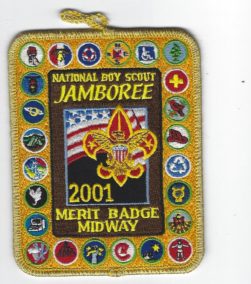 NATIONAL BOY SCOUT
JAMBOREE
2001
MERIT BADGE
MIDWAY